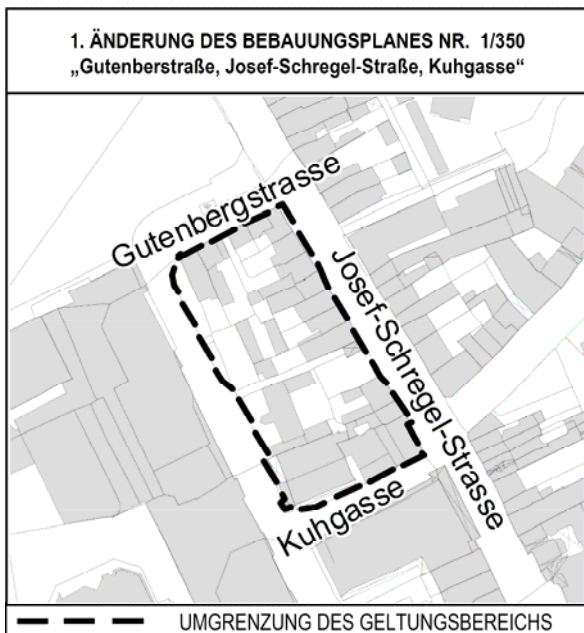 1. ÄNDERUNG DES BEBAUUNGSPLANES NR. 1/350
„Gutenberstraße, Josef-Schregel-Straße, Kuhgasse“
Gutenbergstrasse
Josef-Schregel-Strasse
Kuhgasse
UMGRENZUNG DES GELTUNGSBEREICHS